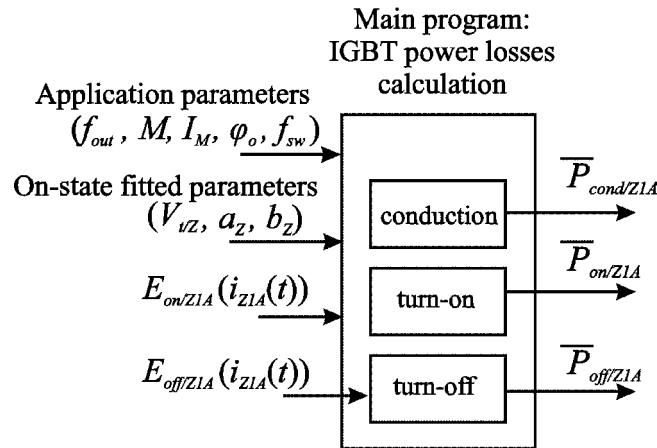 Main program:
IGBT power losses
calculation
Application parameters
(f_out , M, I_M, φ_o, f_sw)
On-state fitted parameters
(V_t/Z, a_Z, b_Z)
E_on/Z1A(i_Z1A(t))
E_off/Z1A(i_Z1A(t))
conduction
turn-on
turn-off
P̅_cond/Z1A
P̅_on/Z1A
P̅_off/Z1A